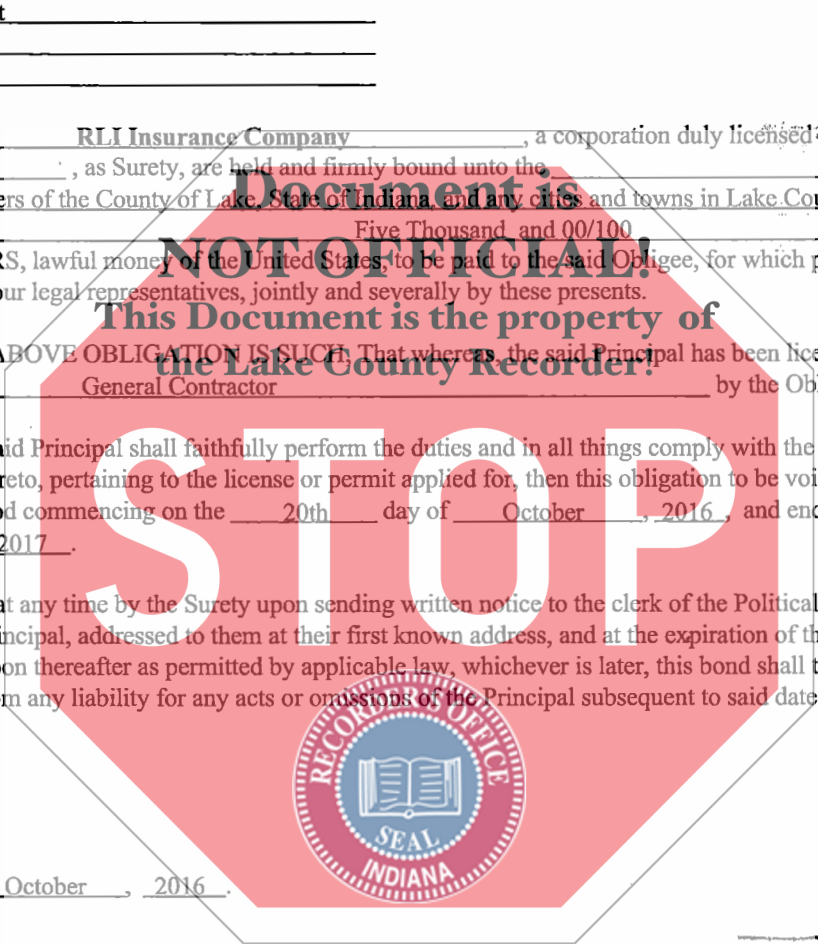 t
RLI Insurance Company , a corporation duly licensed
, as Surety, are held and firmly bound unto the
Document is
ers of the County of Lake, State of Indiana, and any cities and towns in Lake Cou
Five Thousand and 00/100
NOT OFFICIAL!
RS, lawful money of the United States, to be paid to the said Obligee, for which p
our legal representatives, jointly and severally by these presents.
This Document is the property of
ABOVE OBLIGATION IS SUCH, That whereas, the said Principal has been lice
the Lake County Recorder!
General Contractor by the Ob
aid Principal shall faithfully perform the duties and in all things comply with the
reto, pertaining to the license or permit applied for, then this obligation to be voi
od commencing on the 20th day of October , 2016 , and end
2017 .
STOP
at any time by the Surety upon sending written notice to the clerk of the Political
incipal, addressed to them at their first known address, and at the expiration of th
on thereafter as permitted by applicable law, whichever is later, this bond shall t
m any liability for any acts or omissions of the Principal subsequent to said date
RECORDER'S OFFICE
SEAL
INDIANA
October , 2016 .